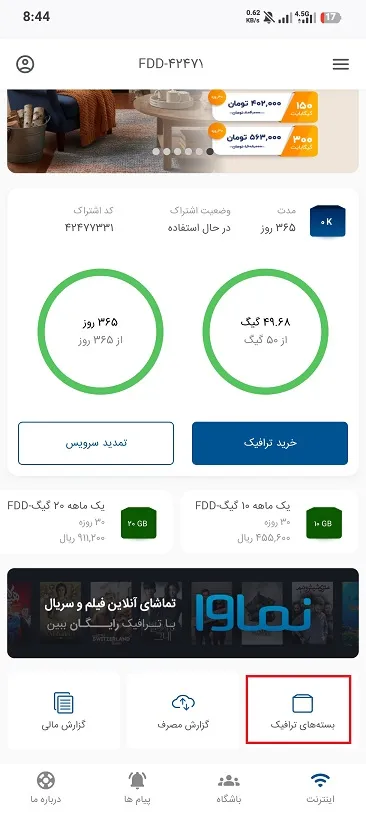 8:44
0.62 KB/s 4.5G 17
FDD-۴۲۴۷۱
۱۵۰ گیگابایت
۴۰۲,۰۰۰ تومان
۳۰۰ گیگابایت
۵۶۳,۰۰۰ تومان
مدت وضعیت اشتراک کد اشتراک
۰ K ۳۶۵ روز در حال استفاده ۴۲۴۷۷۳۳۱
۴۹.۶۸ گیگ ۳۶۵ روز
از ۵۰ گیگ از ۳۶۵ روز
خرید ترافیک تمدید سرویس
یک ماهه ۱۰ گیگ-FDD یک ماهه ۲۰ گیگ-FDD
10 GB ۳۰ روزه 20 GB ۳۰ روزه
۴۵۵,۶۰۰ ریال ۹۱۱,۲۰۰ ریال
نماوا
تماشای آنلاین فیلم و سریال
با ترافیک رایگان ببین
بسته‌های ترافیک گزارش مصرف گزارش مالی
اینترنت باشگاه پیام ها درباره ما